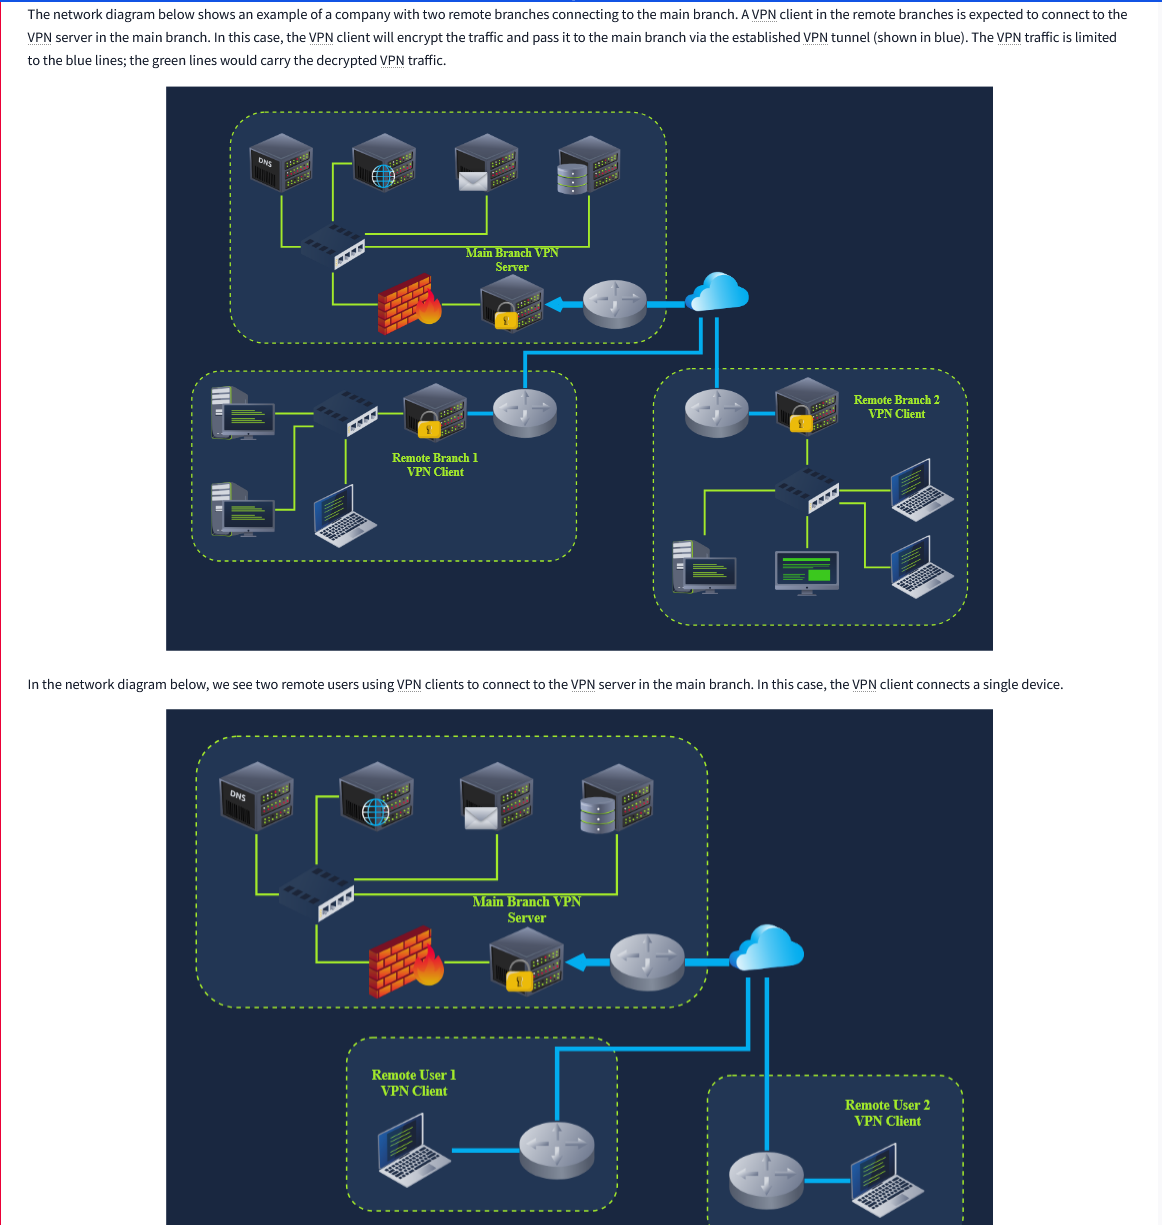 The network diagram below shows an example of a company with two remote branches connecting to the main branch. A VPN client in the remote branches is expected to connect to the
VPN server in the main branch. In this case, the VPN client will encrypt the traffic and pass it to the main branch via the established VPN tunnel (shown in blue). The VPN traffic is limited
to the blue lines; the green lines would carry the decrypted VPN traffic.
DNS
Main Branch VPN
Server
Remote Branch 1
VPN Client
Remote Branch 2
VPN Client
In the network diagram below, we see two remote users using VPN clients to connect to the VPN server in the main branch. In this case, the VPN client connects a single device.
DNS
Main Branch VPN
Server
Remote User 1
VPN Client
Remote User 2
VPN Client